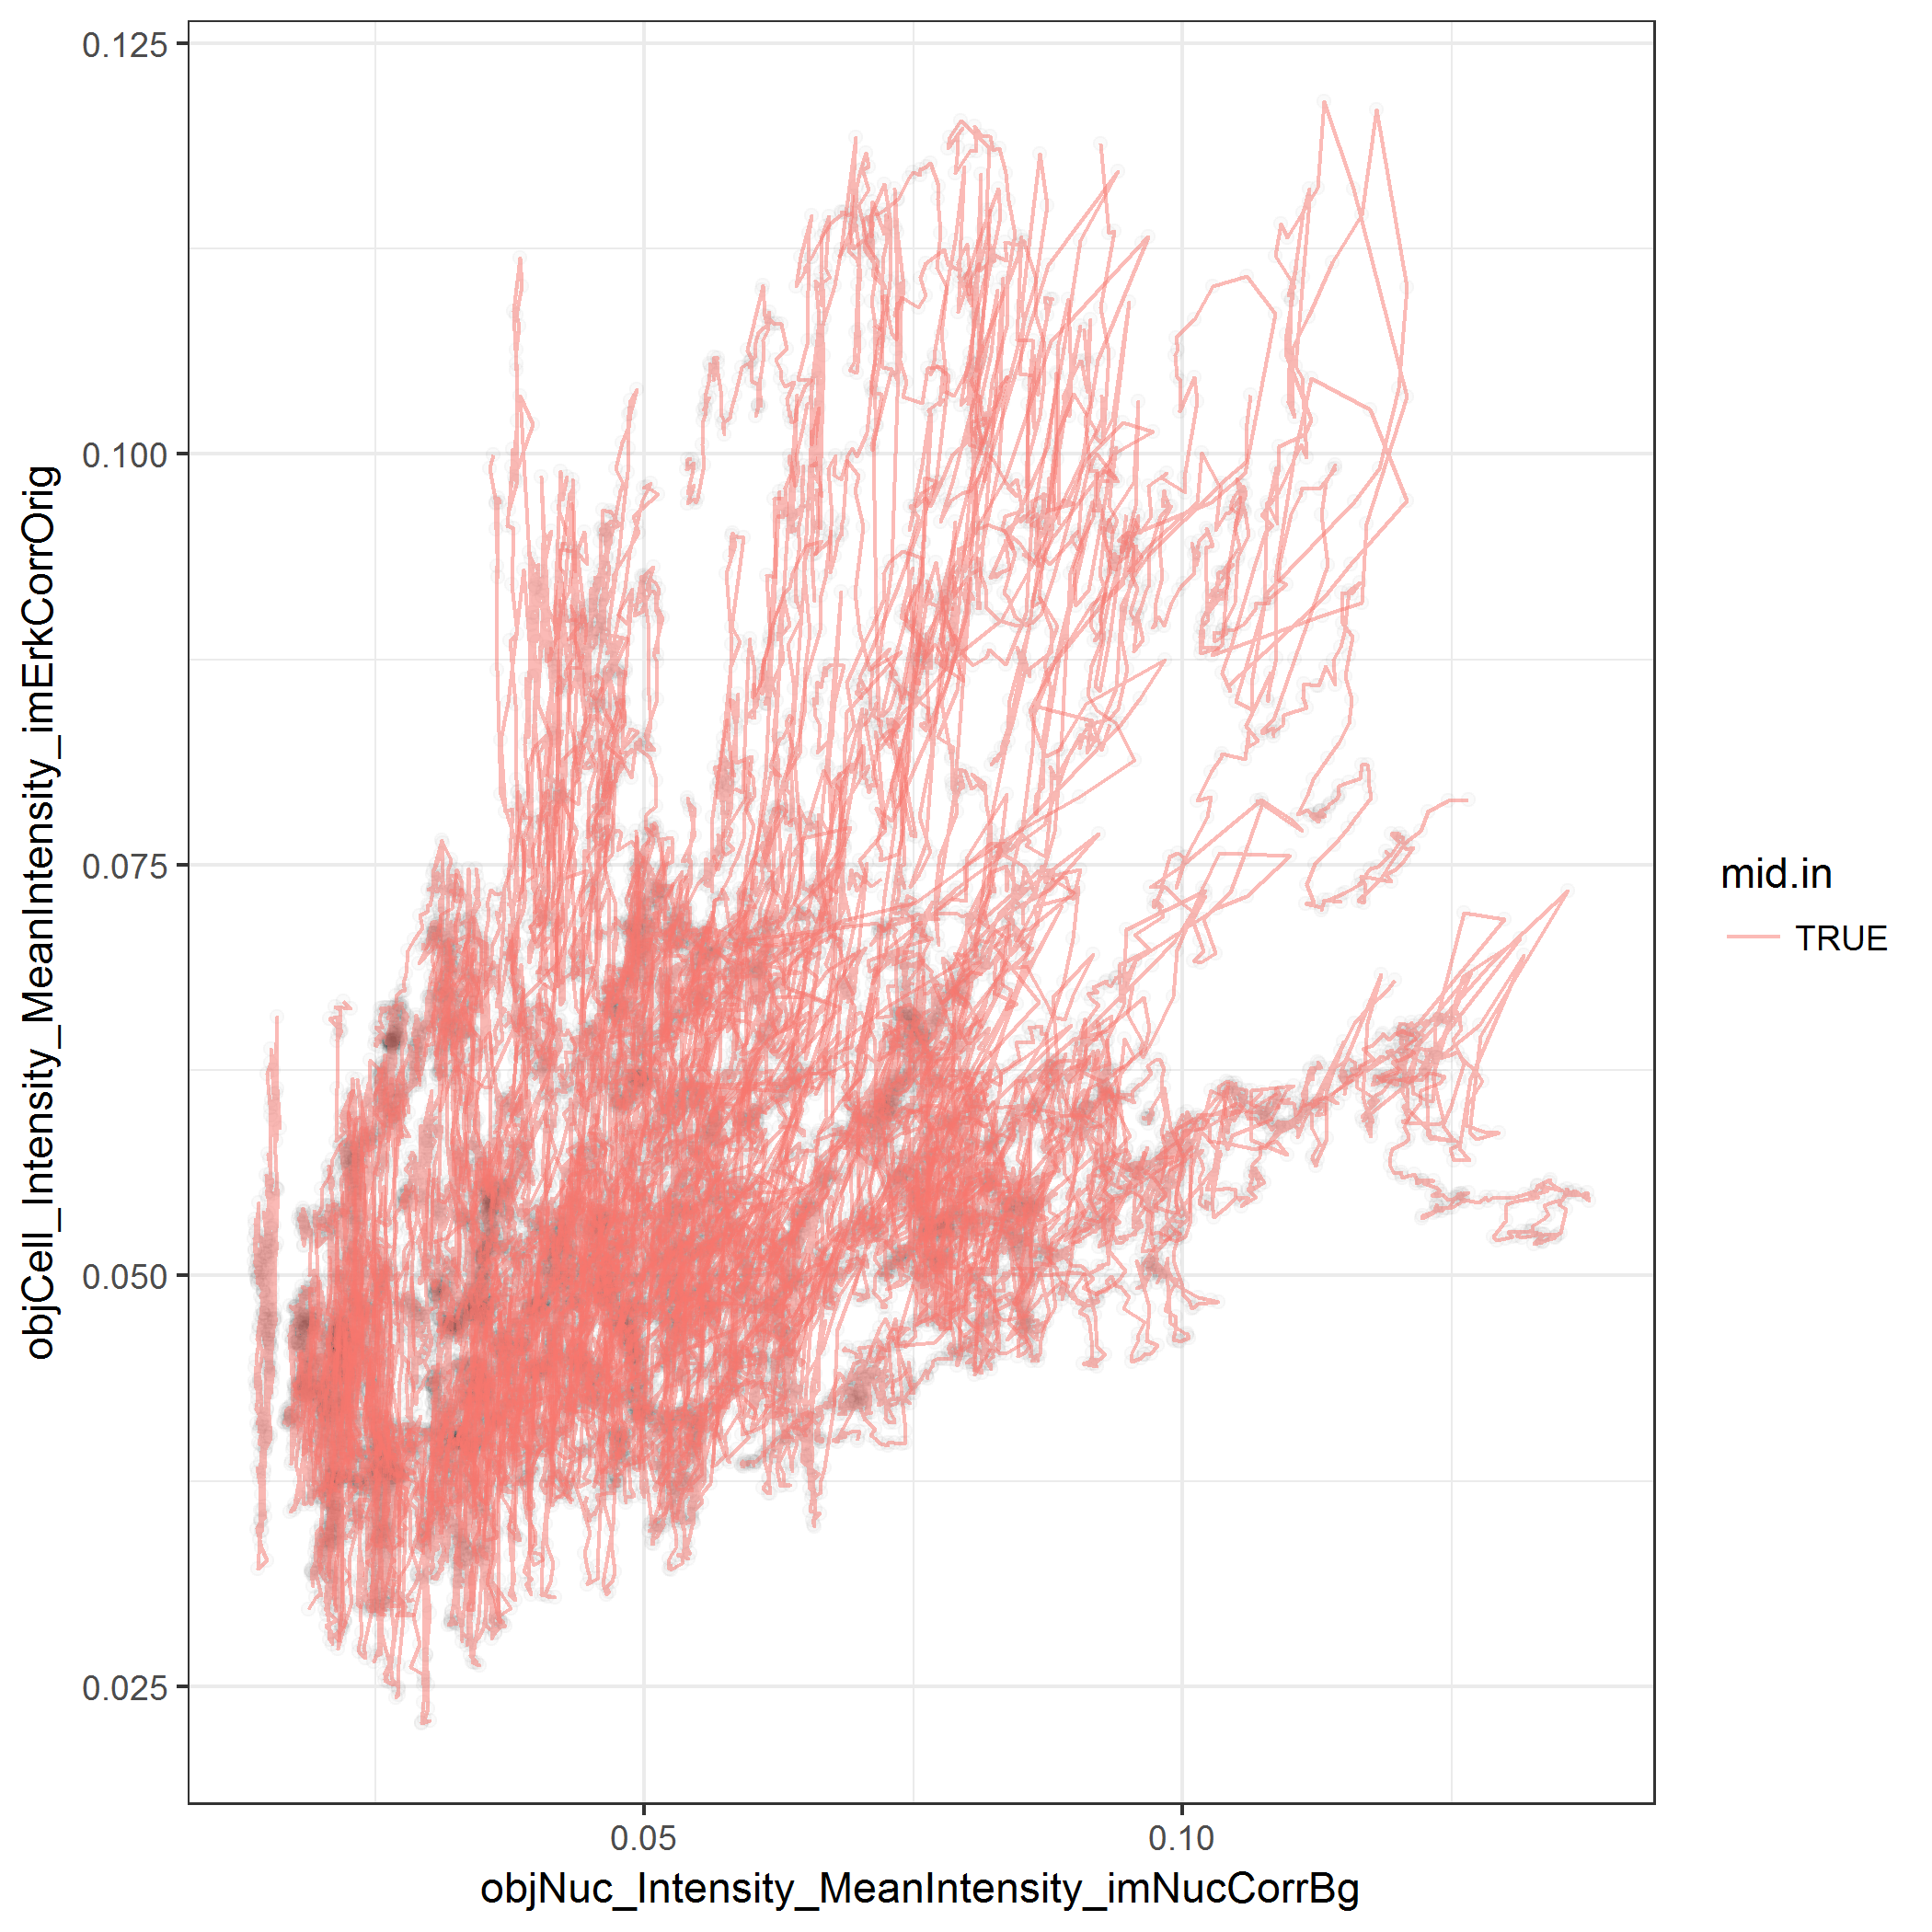 0.125
0.100
0.075
0.050
0.025
objCell_Intensity_MeanIntensity_imErkCorrOrig
0.05
0.10
objNuc_Intensity_MeanIntensity_imNucCorrBg
mid.in
TRUE